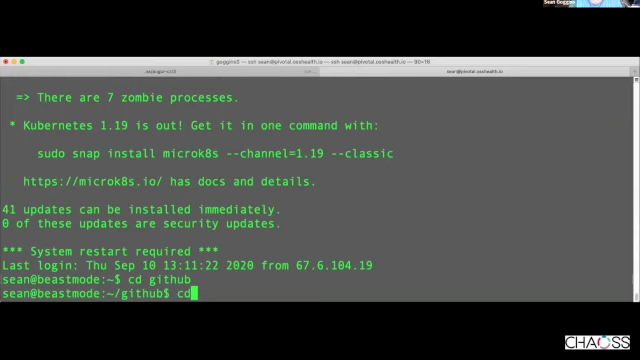 Sean Goggins
goggins5 — ssh sean@pivotal.osshealth.io — ssh sean@pivotal.osshealth.io — 90×16
sean@pivotal.osshealth.io
=> There are 7 zombie processes.
* Kubernetes 1.19 is out! Get it in one command with:
sudo snap install microk8s --channel=1.19 --classic
https://microk8s.io/ has docs and details.
41 updates can be installed immediately.
0 of these updates are security updates.
*** System restart required ***
Last login: Thu Sep 10 13:11:22 2020 from 67.6.104.19
sean@beastmode:~$ cd github
sean@beastmode:~/github$ cd
CHAOSS